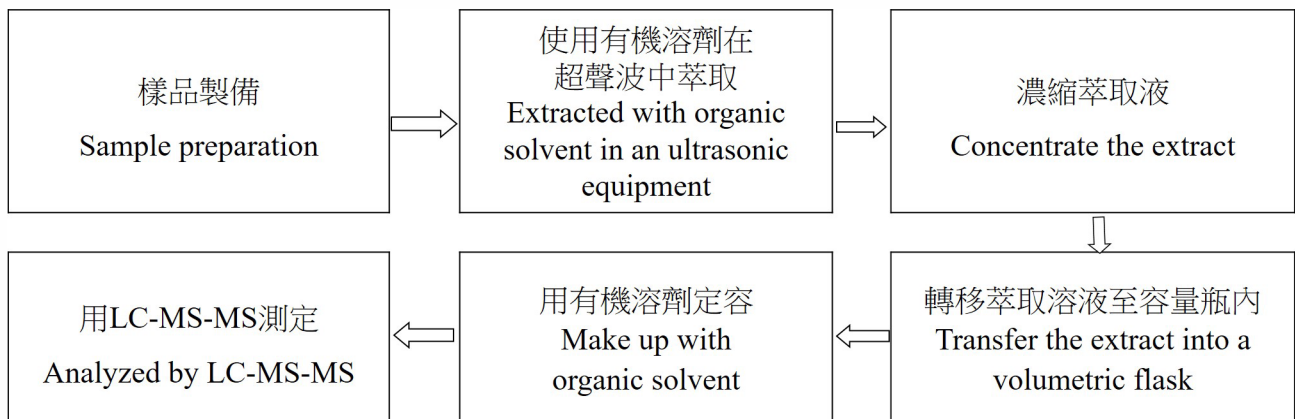 樣品製備
Sample preparation
使用有機溶劑在
超聲波中萃取
Extracted with organic
solvent in an ultrasonic
equipment
濃縮萃取液
Concentrate the extract
轉移萃取溶液至容量瓶內
Transfer the extract into a
volumetric flask
用有機溶劑定容
Make up with
organic solvent
用LC-MS-MS測定
Analyzed by LC-MS-MS